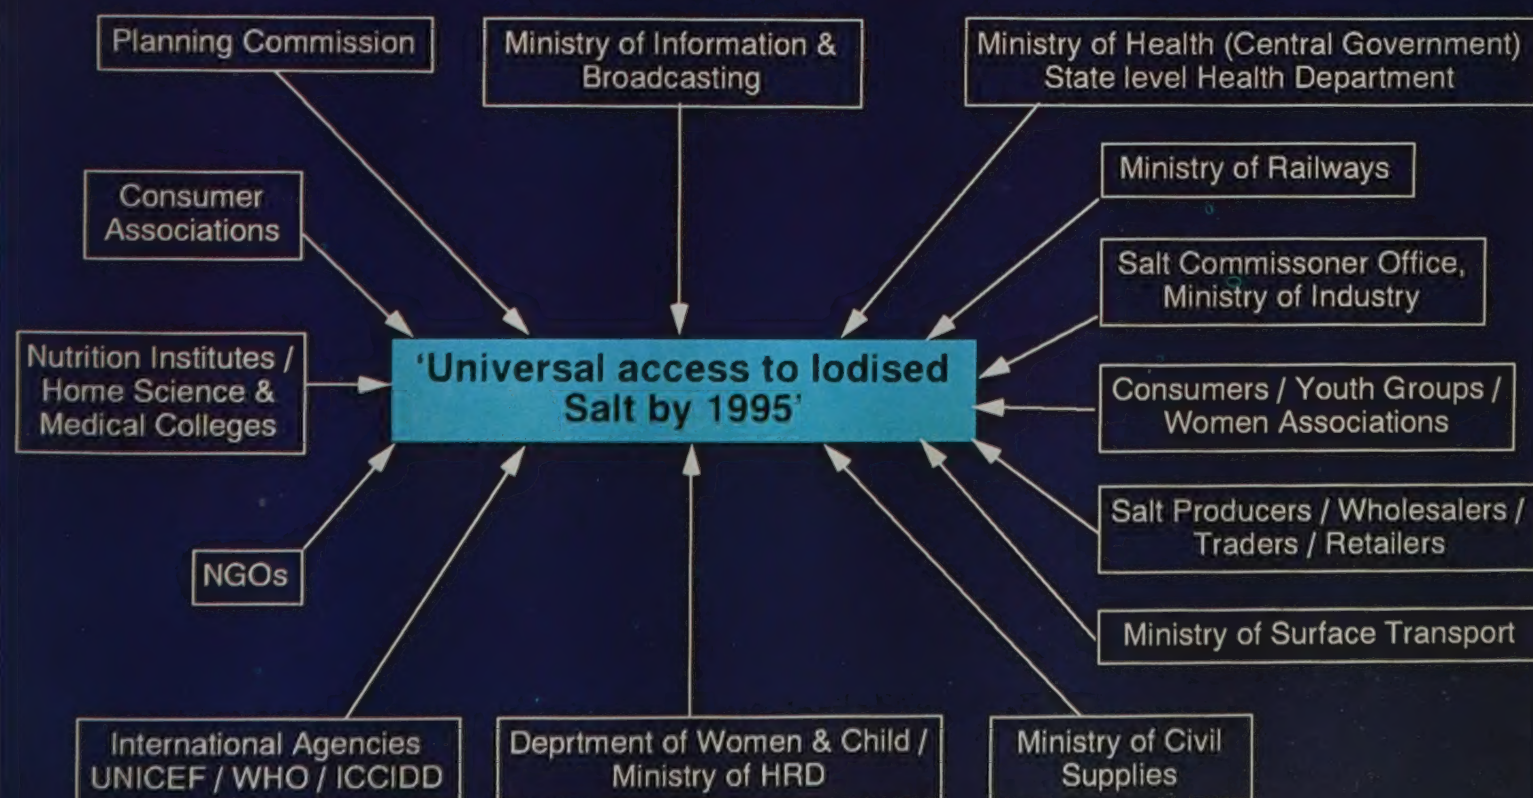 Planning Commission
Ministry of Information &
Broadcasting
Ministry of Health (Central Government)
State level Health Department
Consumer
Associations
Ministry of Railways
Salt Commissoner Office,
Ministry of Industry
Nutrition Institutes /
Home Science &
Medical Colleges
'Universal access to Iodised
Salt by 1995'
Consumers / Youth Groups /
Women Associations
Salt Producers / Wholesalers /
Traders / Retailers
NGOs
Ministry of Surface Transport
International Agencies
UNICEF / WHO / ICCIDD
Deprtment of Women & Child /
Ministry of HRD
Ministry of Civil
Supplies